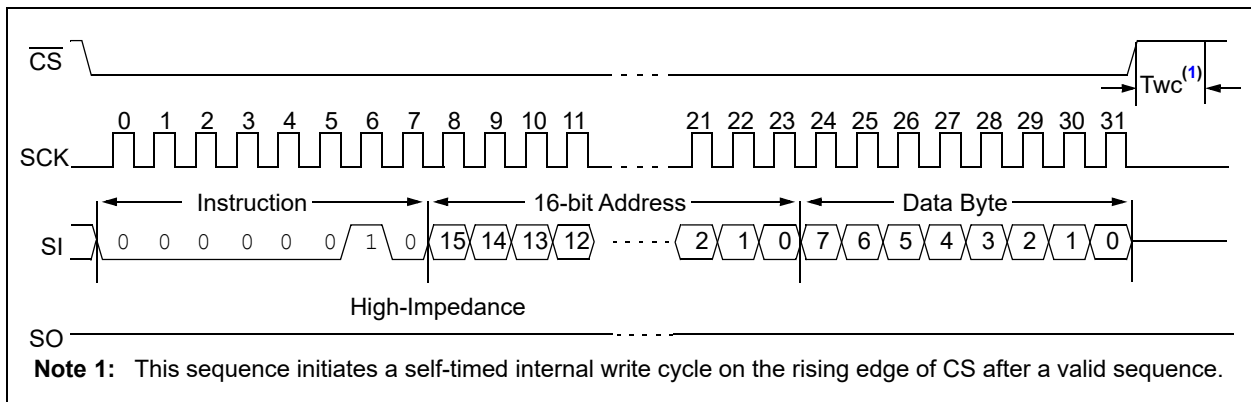 CS
Twc(1)
0 1 2 3 4 5 6 7 8 9 10 11 21 22 23 24 25 26 27 28 29 30 31
SCK
Instruction 16-bit Address Data Byte
SI 0 0 0 0 0 0 1 0 15 14 13 12 2 1 0 7 6 5 4 3 2 1 0
High-Impedance
SO
Note 1: This sequence initiates a self-timed internal write cycle on the rising edge of CS after a valid sequence.